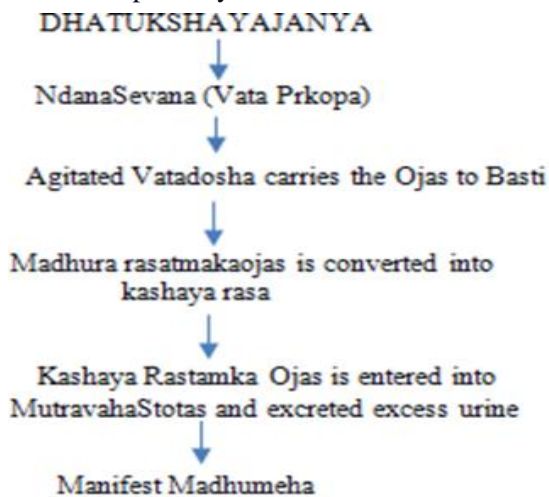 DHATUKSHAYAJANYA
NdanaSevana (Vata Prkopa)
Agitated Vatadosha carries the Ojas to Basti
Madhura rasatmakaojas is converted into
kashaya rasa
Kashaya Rastamka Ojas is entered into
MutravahaStotas and excreted excess urine
Manifest Madhumeha